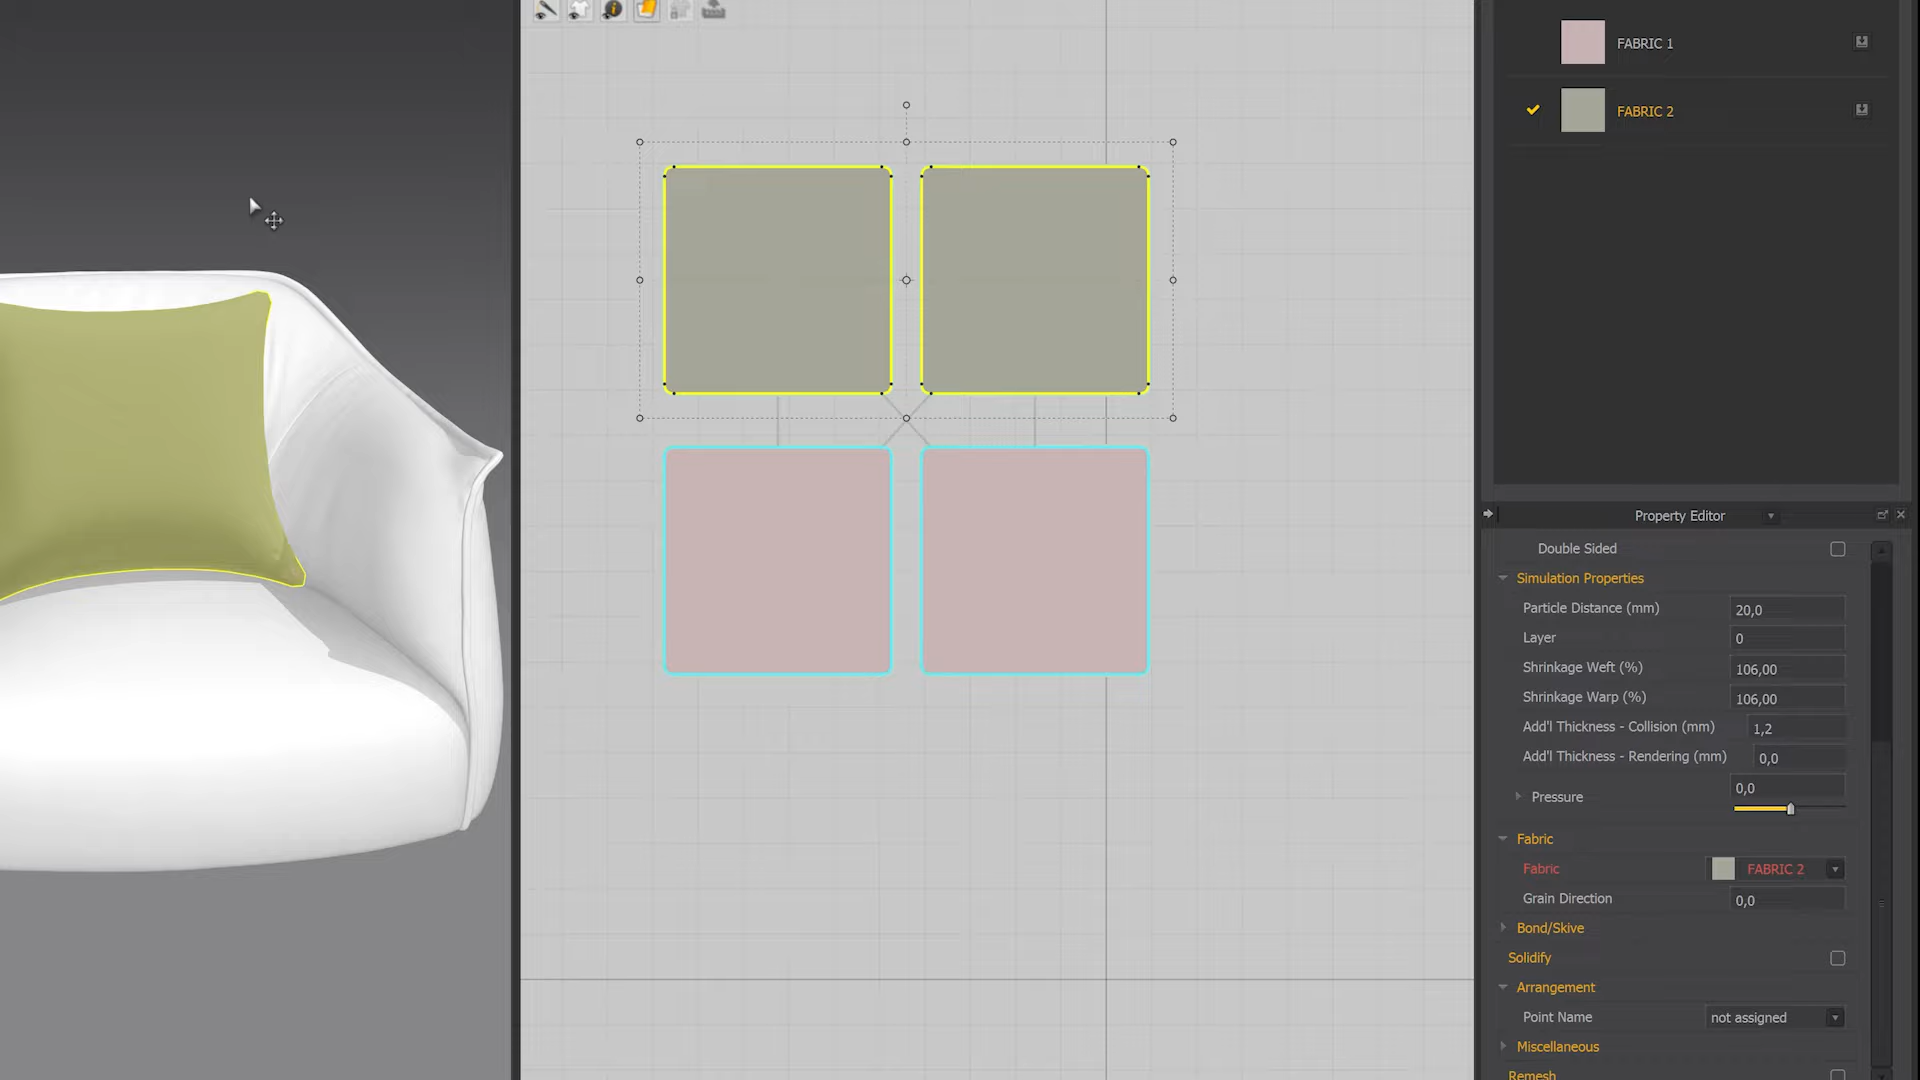 FABRIC 1
FABRIC 2
Property Editor
Double Sided
Simulation Properties
Particle Distance (mm) 20,0
Layer 0
Shrinkage Weft (%) 106,00
Shrinkage Warp (%) 106,00
Add'l Thickness - Collision (mm) 1,2
Add'l Thickness - Rendering (mm) 0,0
Pressure 0,0
Fabric
Fabric FABRIC 2
Grain Direction 0,0
Bond/Skive
Solidify
Arrangement
Point Name not assigned
Miscellaneous
Remesh